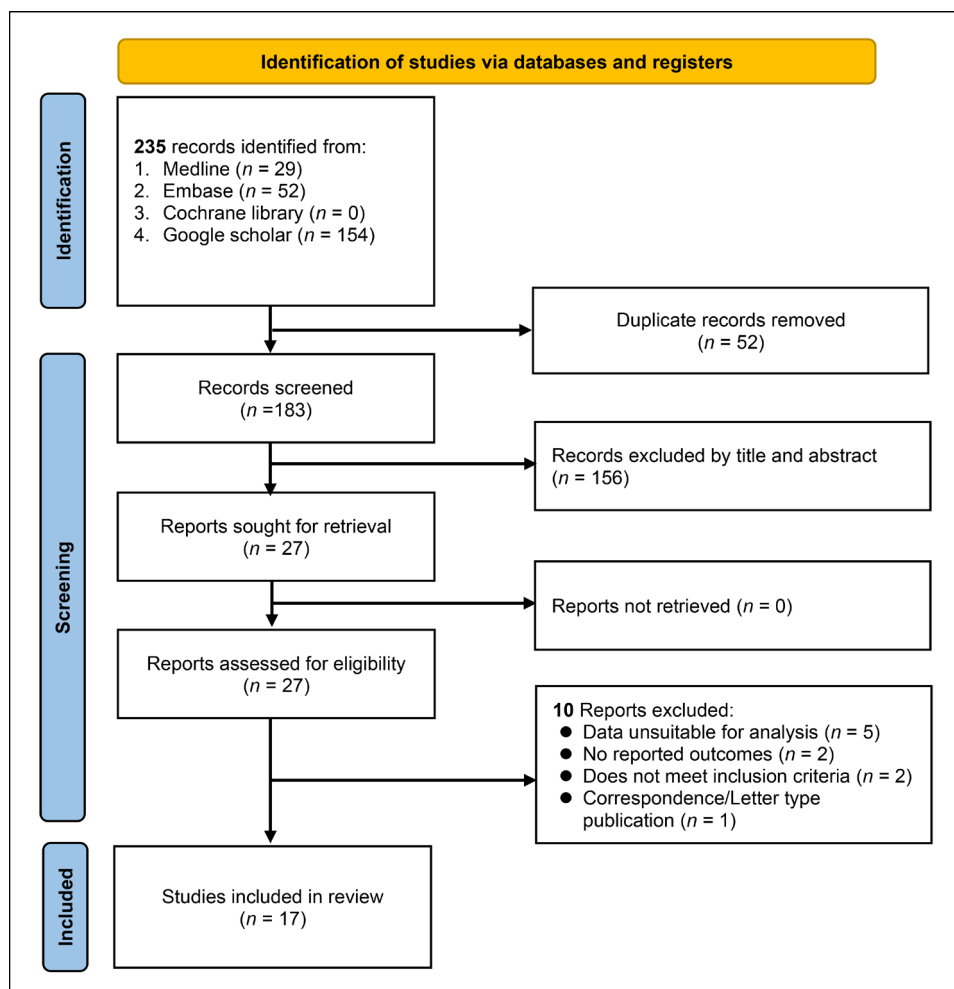 Identification of studies via databases and registers
Identification
235 records identified from:
1. Medline (n = 29)
2. Embase (n = 52)
3. Cochrane library (n = 0)
4. Google scholar (n = 154)
Duplicate records removed
(n = 52)
Screening
Records screened
(n =183)
Records excluded by title and abstract
(n = 156)
Reports sought for retrieval
(n = 27)
Reports not retrieved (n = 0)
Reports assessed for eligibility
(n = 27)
10 Reports excluded:
● Data unsuitable for analysis (n = 5)
● No reported outcomes (n = 2)
● Does not meet inclusion criteria (n = 2)
● Correspondence/Letter type
publication (n = 1)
Included
Studies included in review
(n = 17)